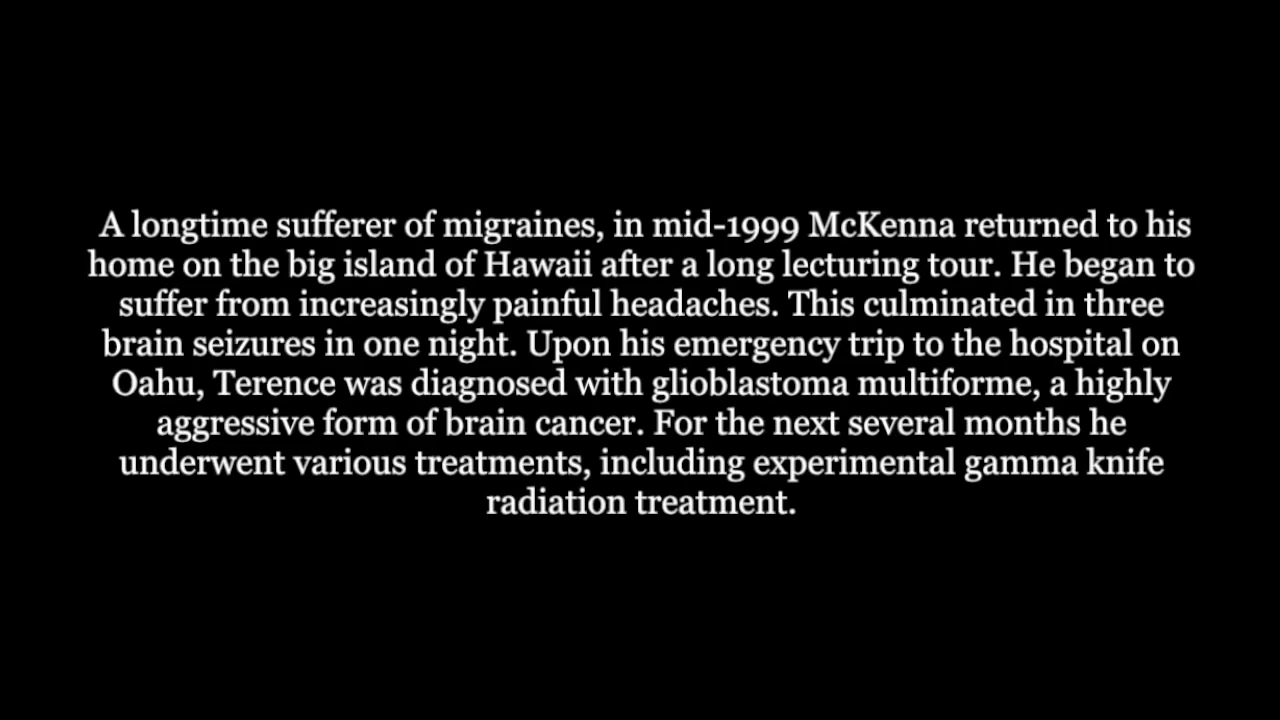 A longtime sufferer of migraines, in mid-1999 McKenna returned to his
home on the big island of Hawaii after a long lecturing tour. He began to
suffer from increasingly painful headaches. This culminated in three
brain seizures in one night. Upon his emergency trip to the hospital on
Oahu, Terence was diagnosed with glioblastoma multiforme, a highly
aggressive form of brain cancer. For the next several months he
underwent various treatments, including experimental gamma knife
radiation treatment.